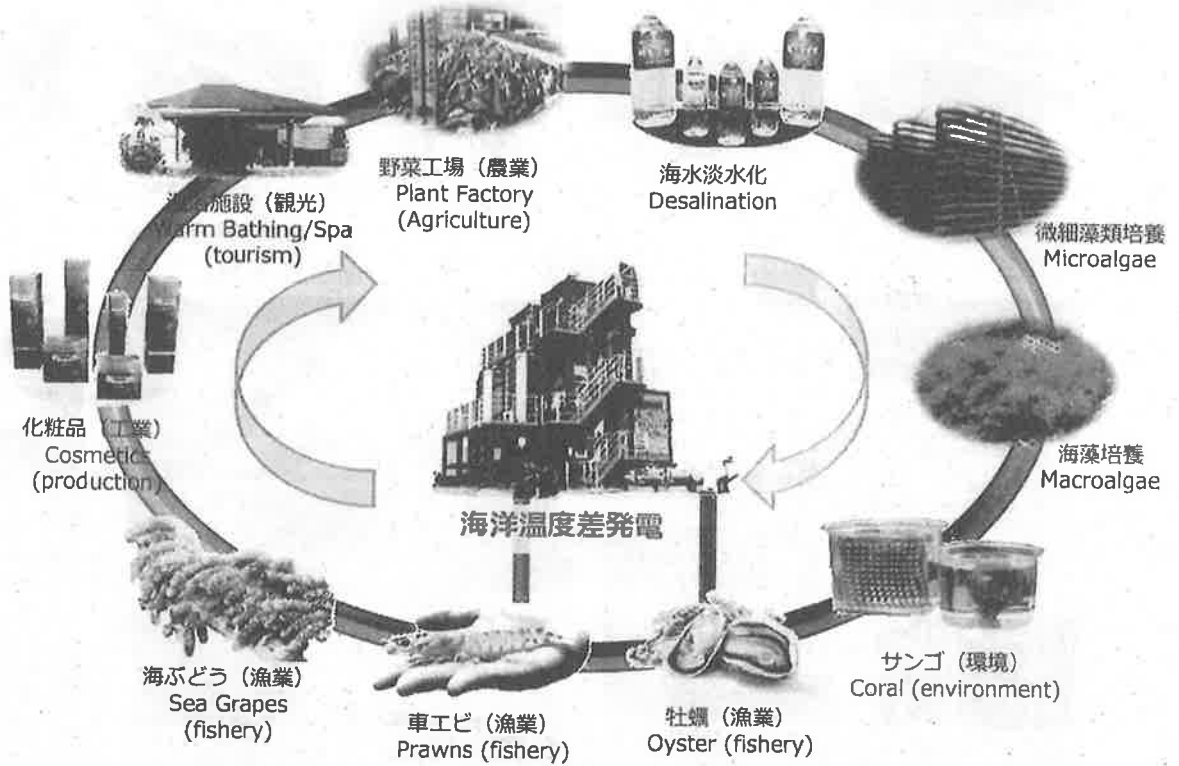 野菜工場（農業）
Plant Factory
(Agriculture)
海水淡水化
Desalination
施設（観光）
Warm Bathing/Spa
(tourism)
微細藻類培養
Microalgae
化粧品（工業）
Cosmetics
(production)
海藻培養
Macroalgae
海洋温度差発電
海ぶどう（漁業）
Sea Grapes
(fishery)
車エビ（漁業）
Prawns (fishery)
牡蠣（漁業）
Oyster (fishery)
サンゴ（環境）
Coral (environment)